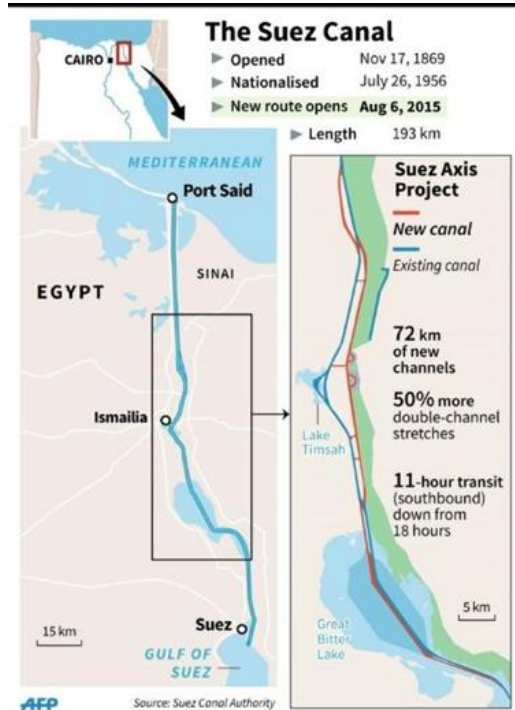 The Suez Canal
Opened Nov 17, 1869
Nationalised July 26, 1956
New route opens Aug 6, 2015
Length 193 km
CAIRO
MEDITERRANEAN
Port Said
SINAI
EGYPT
Ismailia
Suez
15 km
GULF OF
SUEZ
Suez Axis
Project
New canal
Existing canal
72 km
of new
channels
50% more
double-channel
stretches
Lake
Timsah
11-hour transit
(southbound)
down from
18 hours
Great
Bitter
Lake
5 km
AFP
Source: Suez Canal Authority